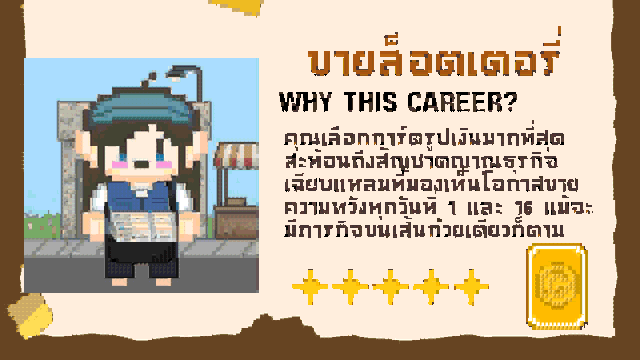 ขายล็อตเตอรี่
WHY THIS CAREER?
คุณเลือกการ์ดรูปเงินมากที่สุด
สะท้อนถึงสัญชาตญาณธุรกิจ
เฉียบแหลมที่มองเห็นโอกาสขาย
ความหวังทุกวันที่ 1 และ 16 แม้จะ
มีภารกิจบนเส้นก๋วยเตี๋ยวก็ตาม